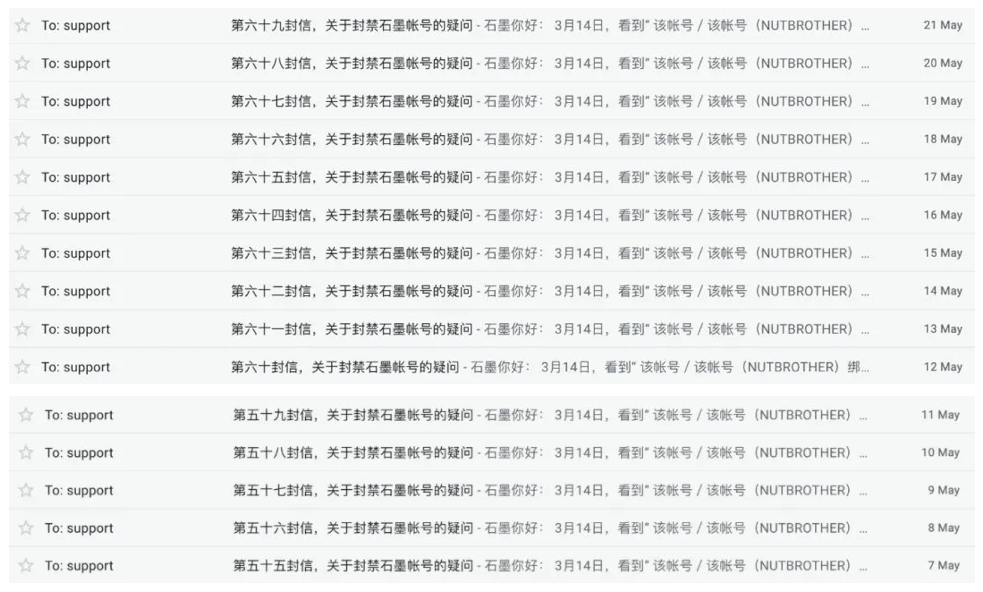 To: support 第六十九封信，关于封禁石墨帐号的疑问 - 石墨你好： 3月14日，看到“ 该帐号 / 该帐号（NUTBROTHER） ... 21 May
To: support 第六十八封信，关于封禁石墨帐号的疑问 - 石墨你好： 3月14日，看到“ 该帐号 / 该帐号（NUTBROTHER） ... 20 May
To: support 第六十七封信，关于封禁石墨帐号的疑问 - 石墨你好： 3月14日，看到“ 该帐号 / 该帐号（NUTBROTHER） ... 19 May
To: support 第六十六封信，关于封禁石墨帐号的疑问 - 石墨你好： 3月14日，看到“ 该帐号 / 该帐号（NUTBROTHER） ... 18 May
To: support 第六十五封信，关于封禁石墨帐号的疑问 - 石墨你好： 3月14日，看到“ 该帐号 / 该帐号（NUTBROTHER） ... 17 May
To: support 第六十四封信，关于封禁石墨帐号的疑问 - 石墨你好： 3月14日，看到“ 该帐号 / 该帐号（NUTBROTHER） ... 16 May
To: support 第六十三封信，关于封禁石墨帐号的疑问 - 石墨你好： 3月14日，看到“ 该帐号 / 该帐号（NUTBROTHER） ... 15 May
To: support 第六十二封信，关于封禁石墨帐号的疑问 - 石墨你好： 3月14日，看到“ 该帐号 / 该帐号（NUTBROTHER） ... 14 May
To: support 第六十一封信，关于封禁石墨帐号的疑问 - 石墨你好： 3月14日，看到“ 该帐号 / 该帐号（NUTBROTHER） ... 13 May
To: support 第六十封信，关于封禁石墨帐号的疑问 - 石墨你好： 3月14日，看到“ 该帐号 / 该帐号（NUTBROTHER）绑... 12 May
To: support 第五十九封信，关于封禁石墨帐号的疑问 - 石墨你好： 3月14日，看到“ 该帐号 / 该帐号（NUTBROTHER） ... 11 May
To: support 第五十八封信，关于封禁石墨帐号的疑问 - 石墨你好： 3月14日，看到“ 该帐号 / 该帐号（NUTBROTHER） ... 10 May
To: support 第五十七封信，关于封禁石墨帐号的疑问 - 石墨你好： 3月14日，看到“ 该帐号 / 该帐号（NUTBROTHER） ... 9 May
To: support 第五十六封信，关于封禁石墨帐号的疑问 - 石墨你好： 3月14日，看到“ 该帐号 / 该帐号（NUTBROTHER） ... 8 May
To: support 第五十五封信，关于封禁石墨帐号的疑问 - 石墨你好： 3月14日，看到“ 该帐号 / 该帐号（NUTBROTHER） ... 7 May